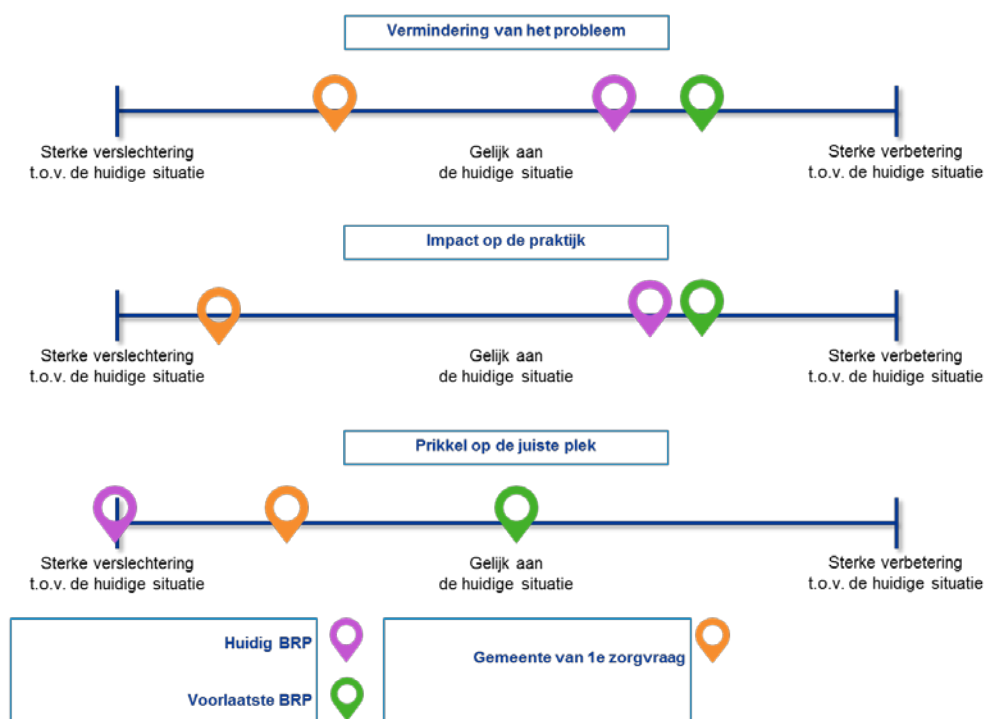 Vermindering van het probleem
Sterke verslechtering
t.o.v. de huidige situatie
Gelijk aan
de huidige situatie
Sterke verbetering
t.o.v. de huidige situatie
Impact op de praktijk
Sterke verslechtering
t.o.v. de huidige situatie
Gelijk aan
de huidige situatie
Sterke verbetering
t.o.v. de huidige situatie
Prikkel op de juiste plek
Sterke verslechtering
t.o.v. de huidige situatie
Gelijk aan
de huidige situatie
Sterke verbetering
t.o.v. de huidige situatie
Huidig BRP
Voorlaatste BRP
Gemeente van 1e zorgvraag